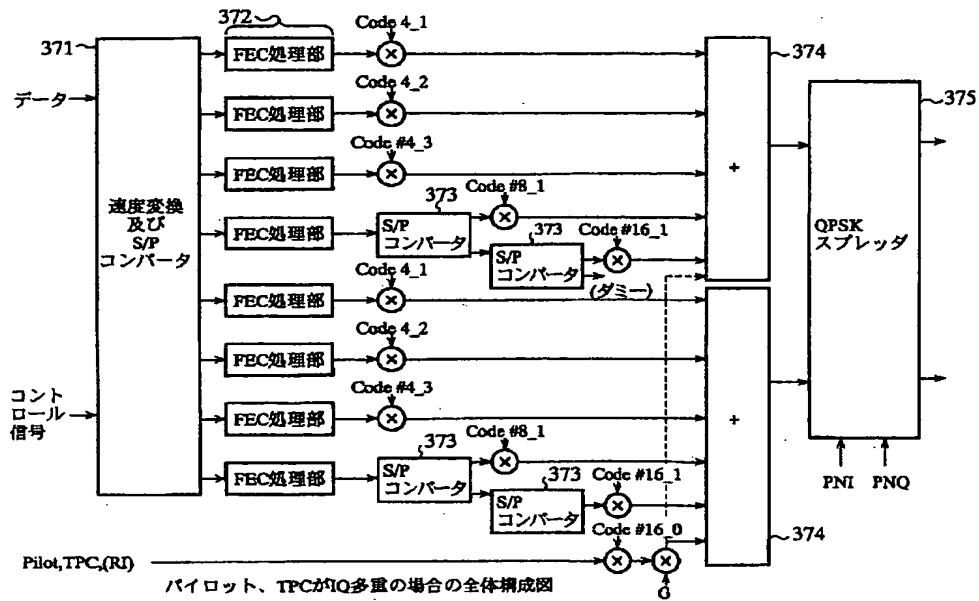 371
372
Code 4_1
374
FEC処理部
データ
Code 4_2
375
FEC処理部
Code #4_3
FEC処理部
373
Code #8_1
+
速度変換
及び
S/P
コンバータ
FEC処理部
S/P
コンバータ
373
Code #16_1
QPSK
スプレッダ
S/P
コンバータ
(ダミー)
Code 4_1
FEC処理部
Code 4_2
FEC処理部
コント
ロール
信号
Code #4_3
FEC処理部
373
Code #8_1
+
FEC処理部
S/P
コンバータ
373
Code #16_1
PNI
PNQ
S/P
コンバータ
Code #16_0
374
Pilot,TPC,(RI)
パイロット、TPCがIQ多重の場合の全体構成図
G